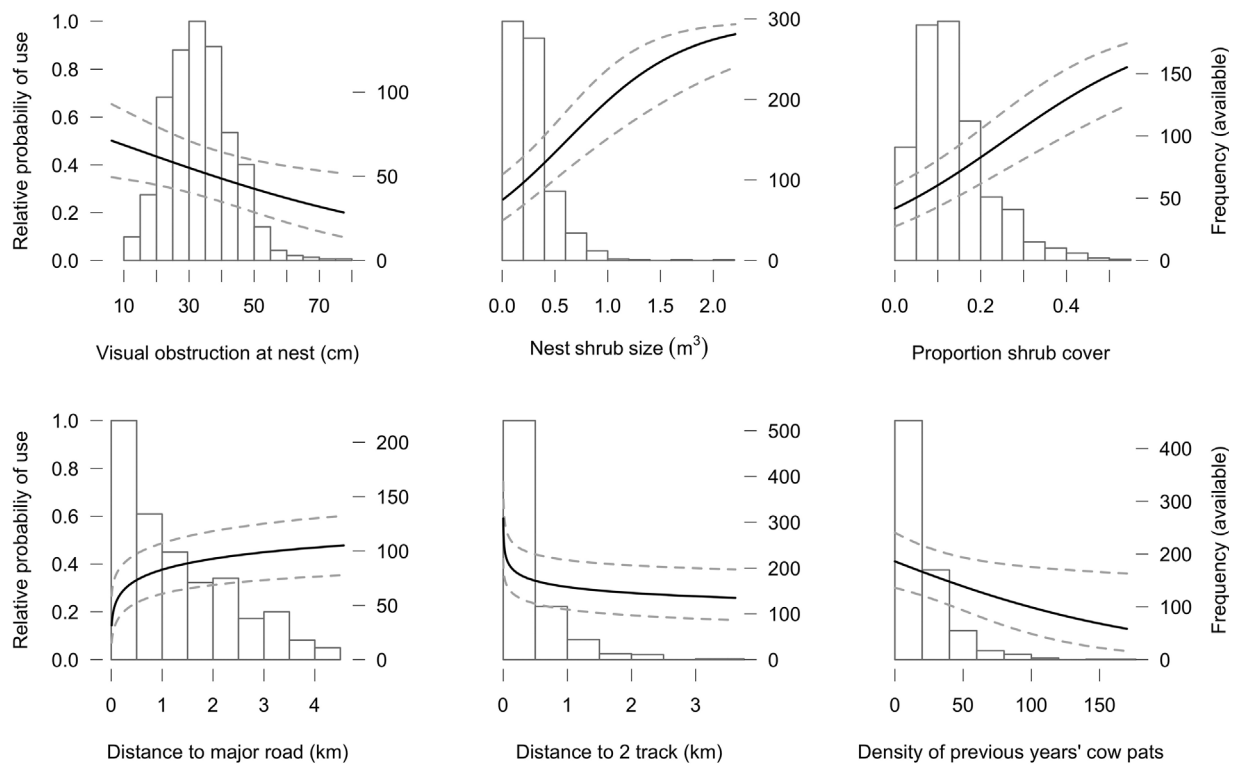 Relative probabiliy of use
1.0
0.8
0.6
0.4
0.2
0.0
100
50
0
10 30 50 70
Visual obstruction at nest (cm)
300
200
100
0
0.0 0.5 1.0 1.5 2.0
Nest shrub size (m³)
150
100
50
0
Frequency (available)
0.0 0.2 0.4
Proportion shrub cover
Relative probabiliy of use
1.0
0.8
0.6
0.4
0.2
0.0
200
150
100
50
0
0 1 2 3 4
Distance to major road (km)
500
400
300
200
100
0
0 1 2 3
Distance to 2 track (km)
400
300
200
100
0
Frequency (available)
0 50 100 150
Density of previous years' cow pats